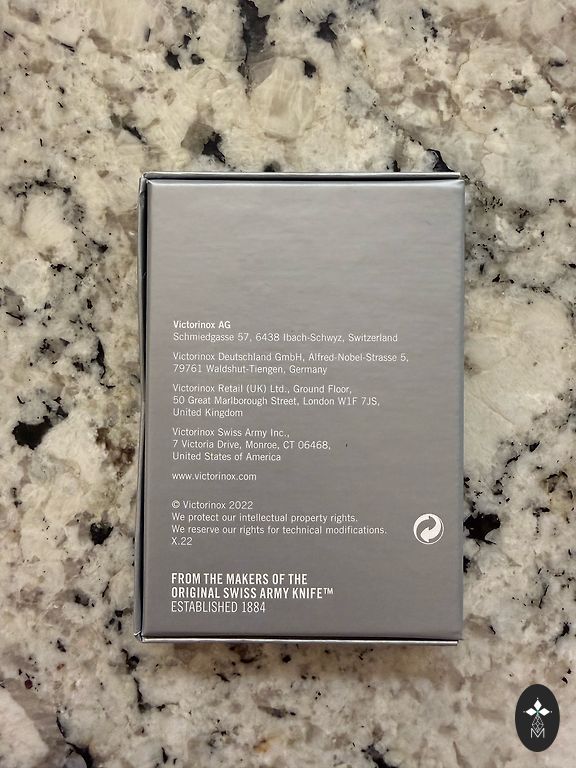 Victorinox AG
Schmiedgasse 57, 6438 Ibach-Schwyz, Switzerland
Victorinox Deutschland GmbH, Alfred-Nobel-Strasse 5,
79761 Waldshut-Tiengen, Germany
Victorinox Retail (UK) Ltd., Ground Floor,
50 Great Marlborough Street, London W1F 7JS,
United Kingdom
Victorinox Swiss Army Inc.,
7 Victoria Drive, Monroe, CT 06468,
United States of America
www.victorinox.com
© Victorinox 2022
We protect our intellectual property rights.
We reserve our rights for technical modifications.
X.22
FROM THE MAKERS OF THE
ORIGINAL SWISS ARMY KNIFE™
ESTABLISHED 1884
M